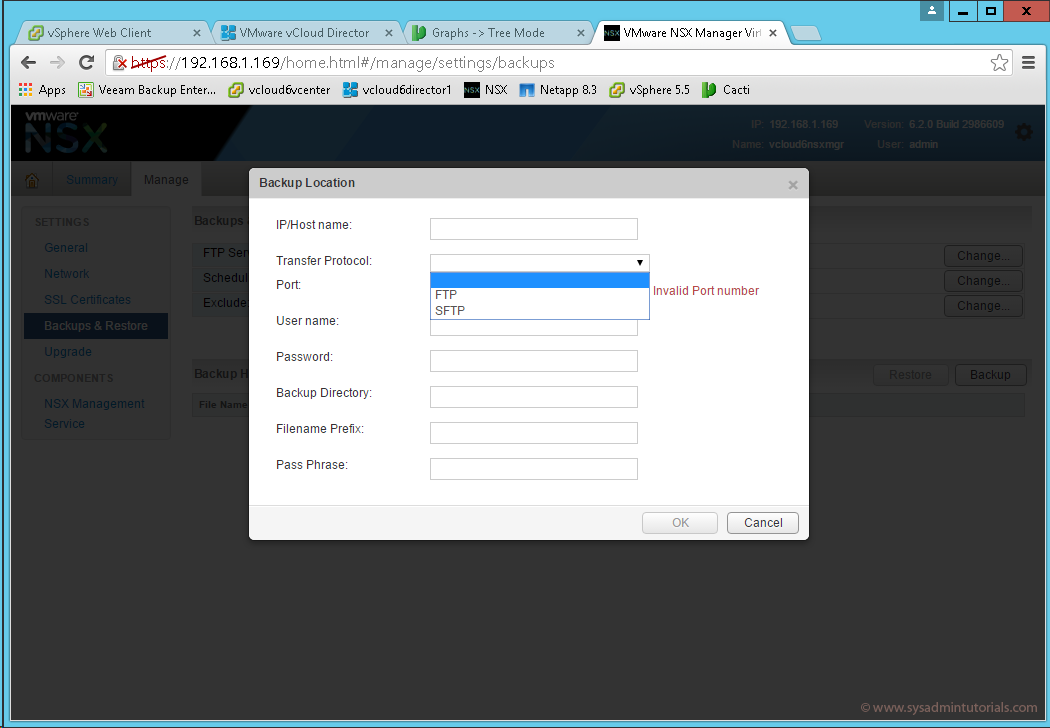 vSphere Web Client
VMware vCloud Director
Graphs -> Tree Mode
NSX VMware NSX Manager Virt
https://192.168.1.169/home.html#/manage/settings/backups
Apps Veeam Backup Enter... vcloud6vcenter vcloud6director1 NSX NSX Netapp 8.3 vSphere 5.5 Cacti
vmware
NSX
IP: 192.168.1.169 Version: 6.2.0 Build 2986609
Name: vcloud6nsxmgr User: admin
Summary Manage
SETTINGS
General
Network
SSL Certificates
Backups & Restore
Upgrade
COMPONENTS
NSX Management
Service
Backups &
FTP Ser
Change...
Schedul
Change...
Exclude
Change...
Backup H
Restore Backup
File Name
Backup Location
IP/Host name:
Transfer Protocol:
Port:
FTP
SFTP
Invalid Port number
User name:
Password:
Backup Directory:
Filename Prefix:
Pass Phrase:
OK Cancel
© www.sysadmintutorials.com